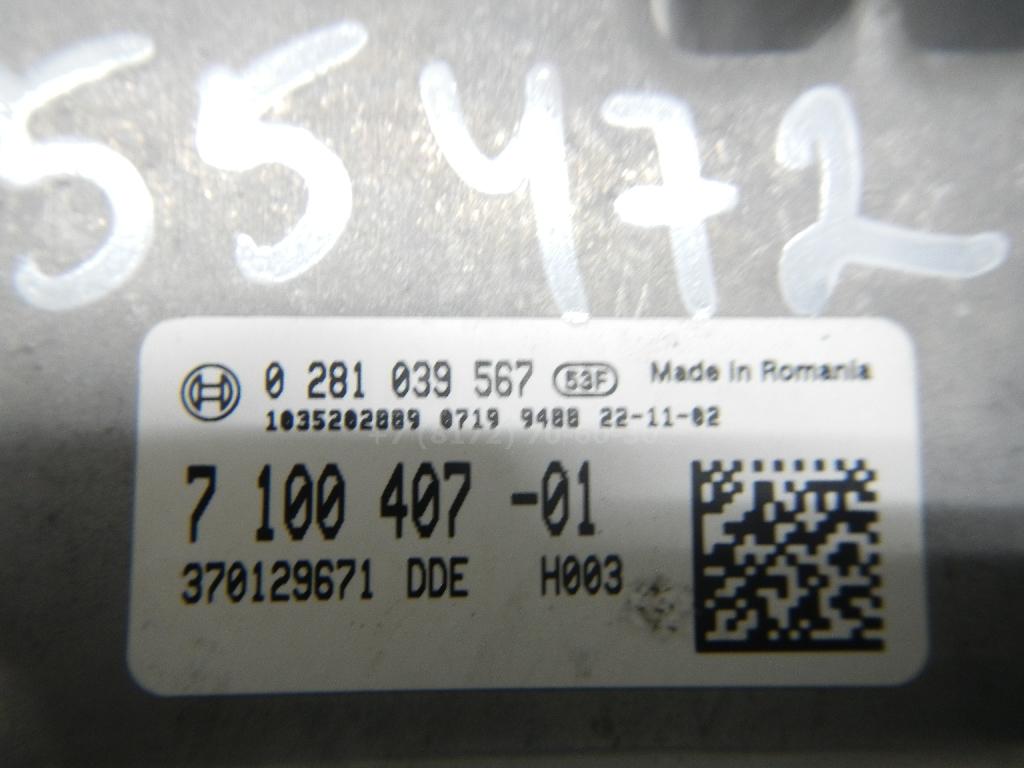 55472
0 281 039 567 53F Made in Romania
1035202889 0719 9488 22-11-02
7 100 407 -01
370129671 DDE H003